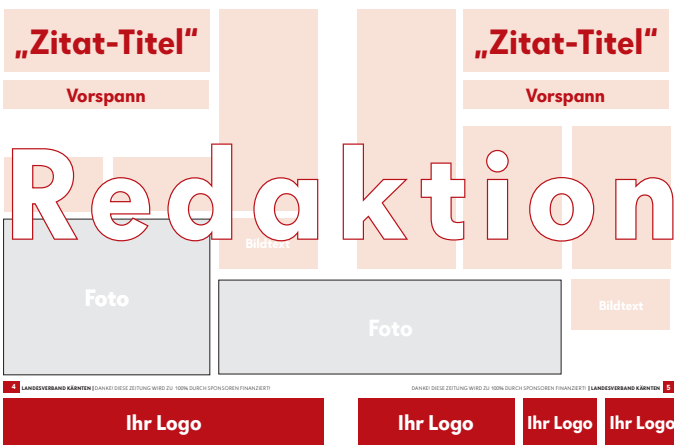 „Zitat-Titel“
Vorspann
„Zitat-Titel“
Vorspann
Redaktion
Bildtext
Foto
Foto
Bildtext
4 LANDESVERBAND KÄRNTEN | DANKE! DIESE ZEITUNG WIRD ZU 100% DURCH SPONSOREN FINANZIERT!
DANKE! DIESE ZEITUNG WIRD ZU 100% DURCH SPONSOREN FINANZIERT! | LANDESVERBAND KÄRNTEN 5
Ihr Logo
Ihr Logo
Ihr Logo
Ihr Logo